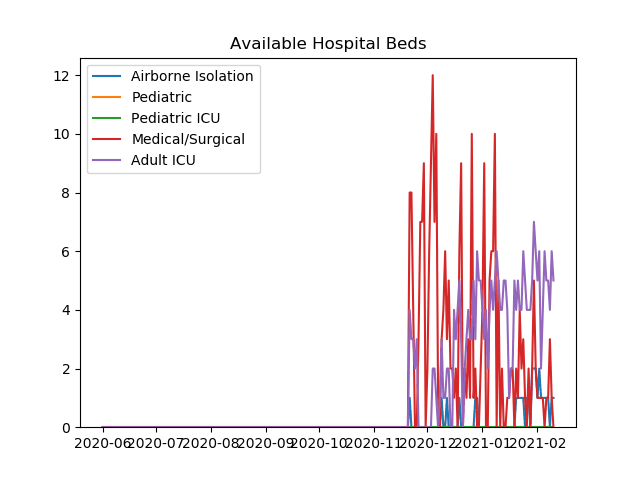 Available Hospital Beds
Airborne Isolation
Pediatric
Pediatric ICU
Medical/Surgical
Adult ICU
12
10
8
6
4
2
0
2020-06 2020-07 2020-08 2020-09 2020-10 2020-11 2020-12 2021-01 2021-02